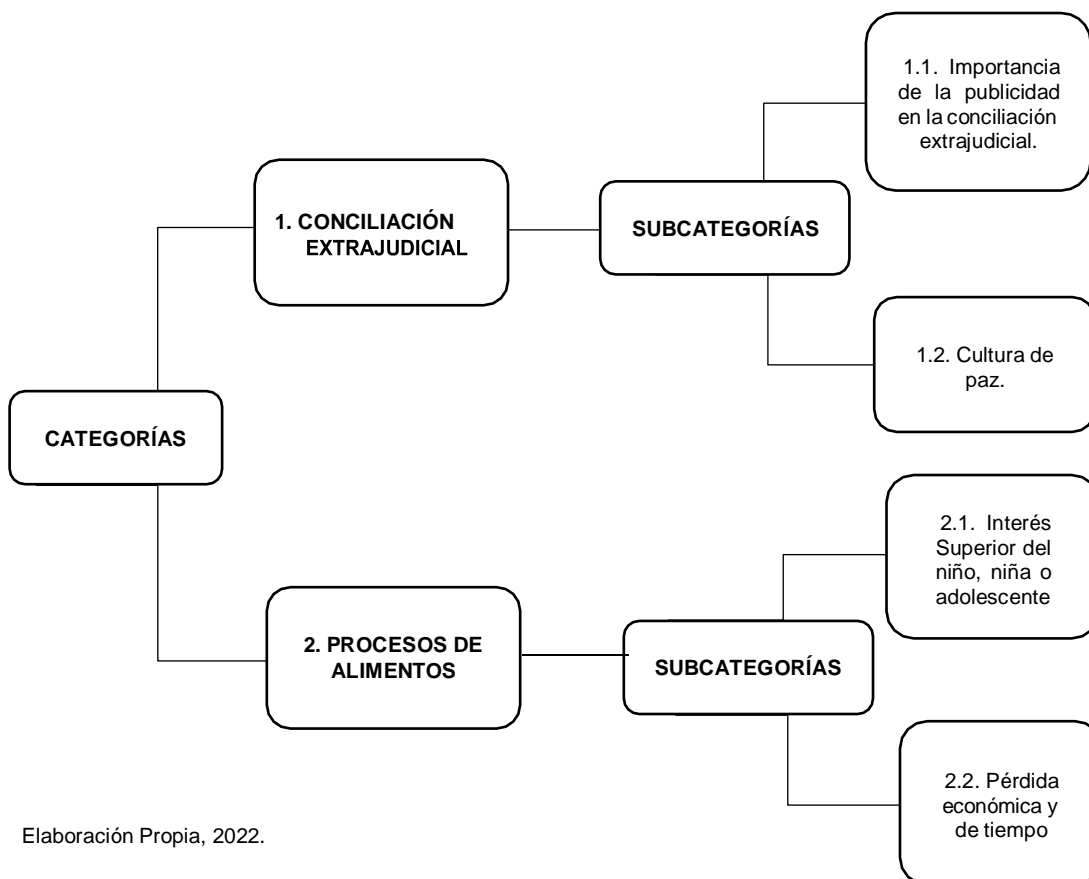 1.1. Importancia
de la publicidad
en la conciliación
extrajudicial.
1. CONCILIACIÓN
EXTRAJUDICIAL
SUBCATEGORÍAS
1.2. Cultura de
paz.
CATEGORÍAS
2.1. Interés
Superior del
niño, niña o
adolescente
2. PROCESOS DE
ALIMENTOS
SUBCATEGORÍAS
2.2. Pérdida
económica y
de tiempo
Elaboración Propia, 2022.